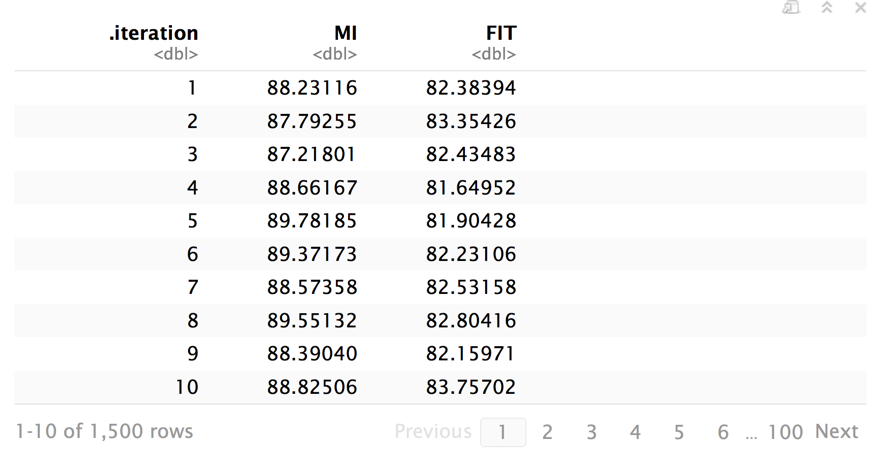 .iteration MI FIT
<dbl> <dbl> <dbl>
1 88.23116 82.38394
2 87.79255 83.35426
3 87.21801 82.43483
4 88.66167 81.64952
5 89.78185 81.90428
6 89.37173 82.23106
7 88.57358 82.53158
8 89.55132 82.80416
9 88.39040 82.15971
10 88.82506 83.75702
1-10 of 1,500 rows Previous 1 2 3 4 5 6 ... 100 Next